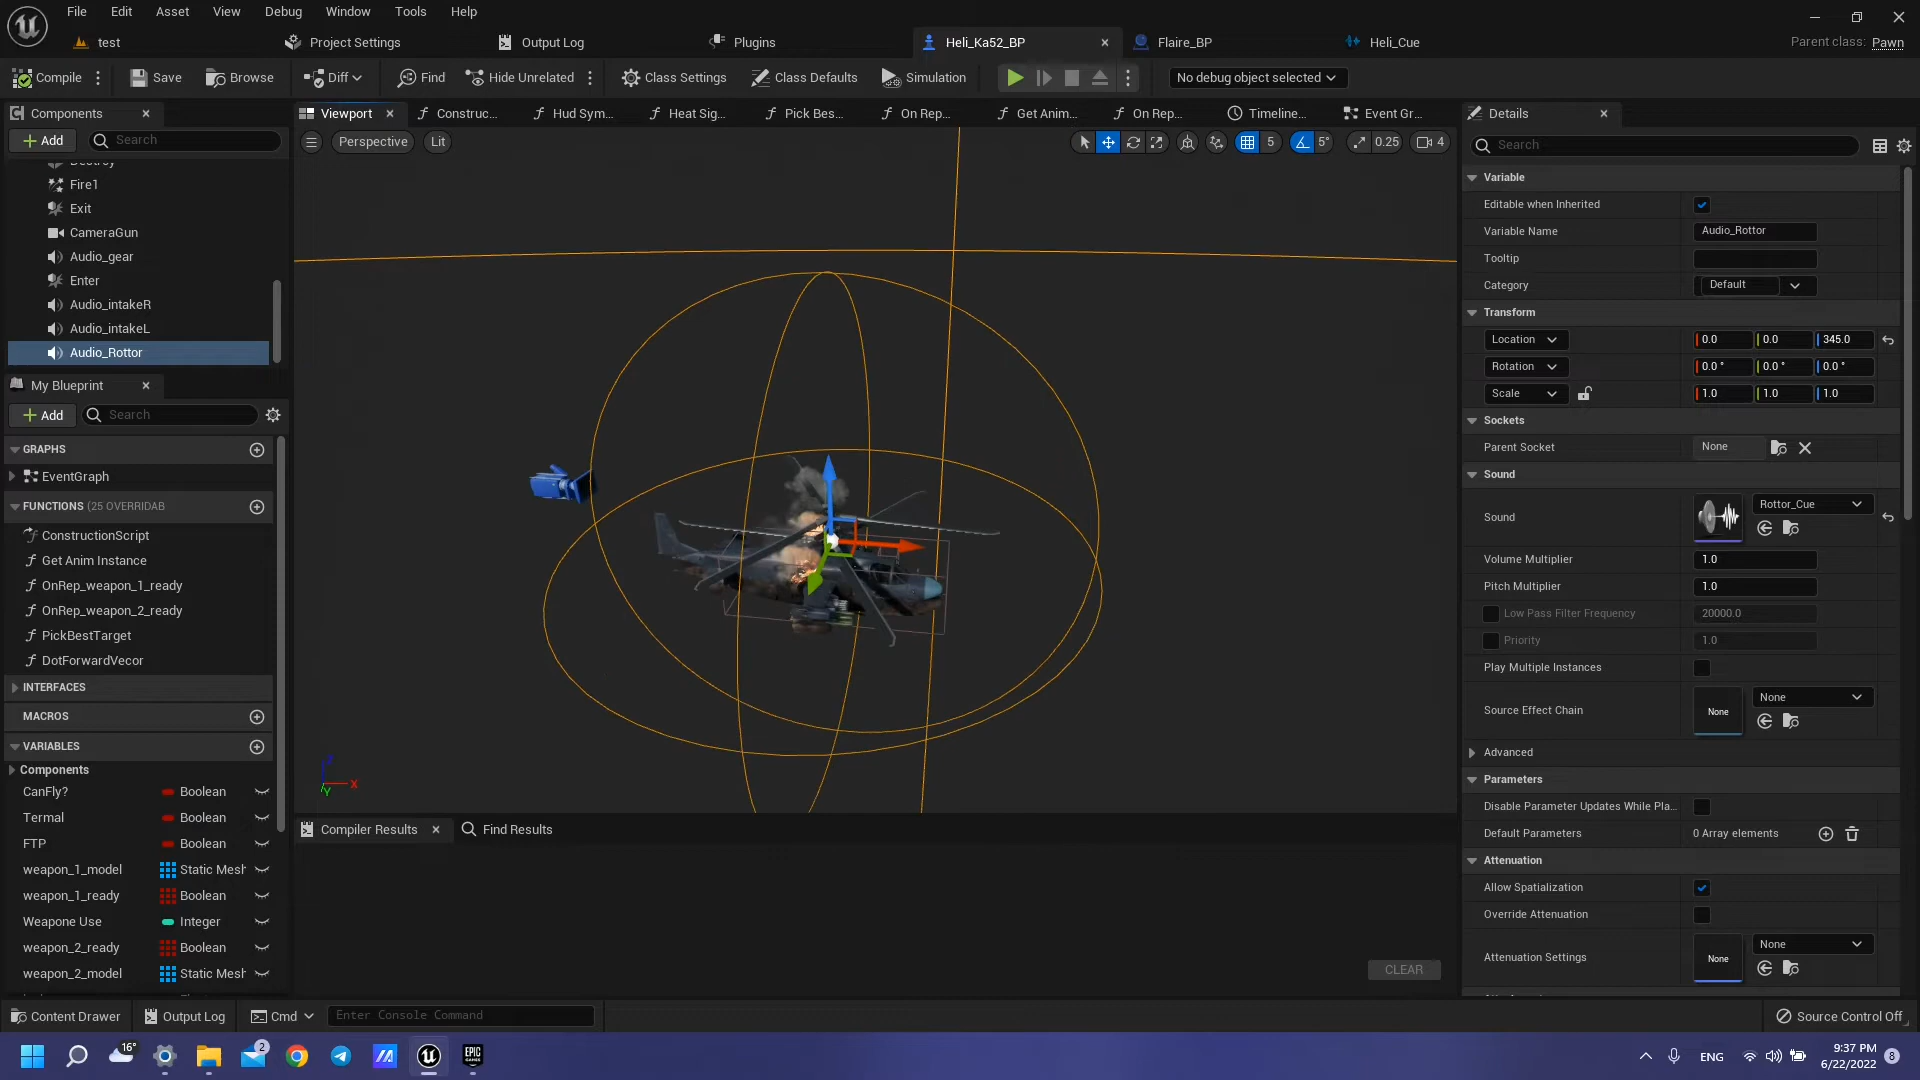 File Edit Asset View Debug Window Tools Help
test Project Settings Output Log Plugins Heli_Ka52_BP Flaire_BP Heli_Cue Parent class: Pawn
Compile Save Browse Diff Find Hide Unrelated Class Settings Class Defaults Simulation No debug object selected
Components
Add Search
Destroy
Fire1
Exit
CameraGun
Audio_gear
Enter
Audio_intakeR
Audio_intakeL
Audio_Rottor
My Blueprint
Add Search
GRAPHS
EventGraph
FUNCTIONS (25 OVERRIDAB
ConstructionScript
Get Anim Instance
OnRep_weapon_1_ready
OnRep_weapon_2_ready
PickBestTarget
DotForwardVecor
INTERFACES
MACROS
VARIABLES
Components
CanFly? Boolean
Termal Boolean
FTP Boolean
weapon_1_model Static Mesh
weapon_1_ready Boolean
Weapone Use Integer
weapon_2_ready Boolean
weapon_2_model Static Mesh
Viewport Construc... Hud Sym... Heat Sig... Pick Bes... On Rep... Get Anim... On Rep... Timeline... Event Gr...
Perspective Lit 5 5° 0.25 4
Z
X
Y
Compiler Results Find Results
CLEAR
Details
Search
Variable
Editable when Inherited
Variable Name Audio_Rottor
Tooltip
Category Default
Transform
Location 0.0 0.0 345.0
Rotation 0.0° 0.0° 0.0°
Scale 1.0 1.0 1.0
Sockets
Parent Socket None
Sound
Sound Rottor_Cue
Volume Multiplier 1.0
Pitch Multiplier 1.0
Low Pass Filter Frequency 20000.0
Priority 1.0
Play Multiple Instances
Source Effect Chain None None
Advanced
Parameters
Disable Parameter Updates While Pla...
Default Parameters 0 Array elements
Attenuation
Allow Spatialization
Override Attenuation
Attenuation Settings None None
Content Drawer Output Log Cmd Enter Console Command Source Control Off
16° 2 EPIC GAMES ENG 9:37 PM 8
6/22/2022